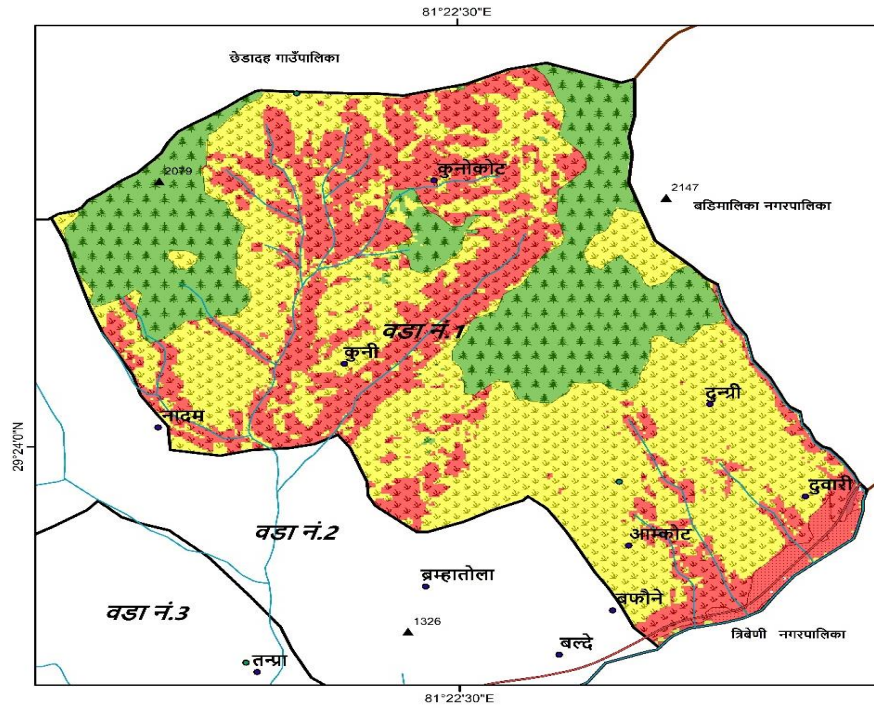 81°22'30"E
छेडादह गाउँपालिका
2079
कुनोकोट
2147
बडिमालिका नगरपालिका
वडा नं.1
कुनी
दुन्ग्री
नादम
29°24'0"N
दुवारी
वडा नं.2
आम्कोट
ब्रम्हातोला
बफौने
वडा नं.3
1326
त्रिबेणी नगरपालिका
बल्दे
तन्प्रा
81°22'30"E